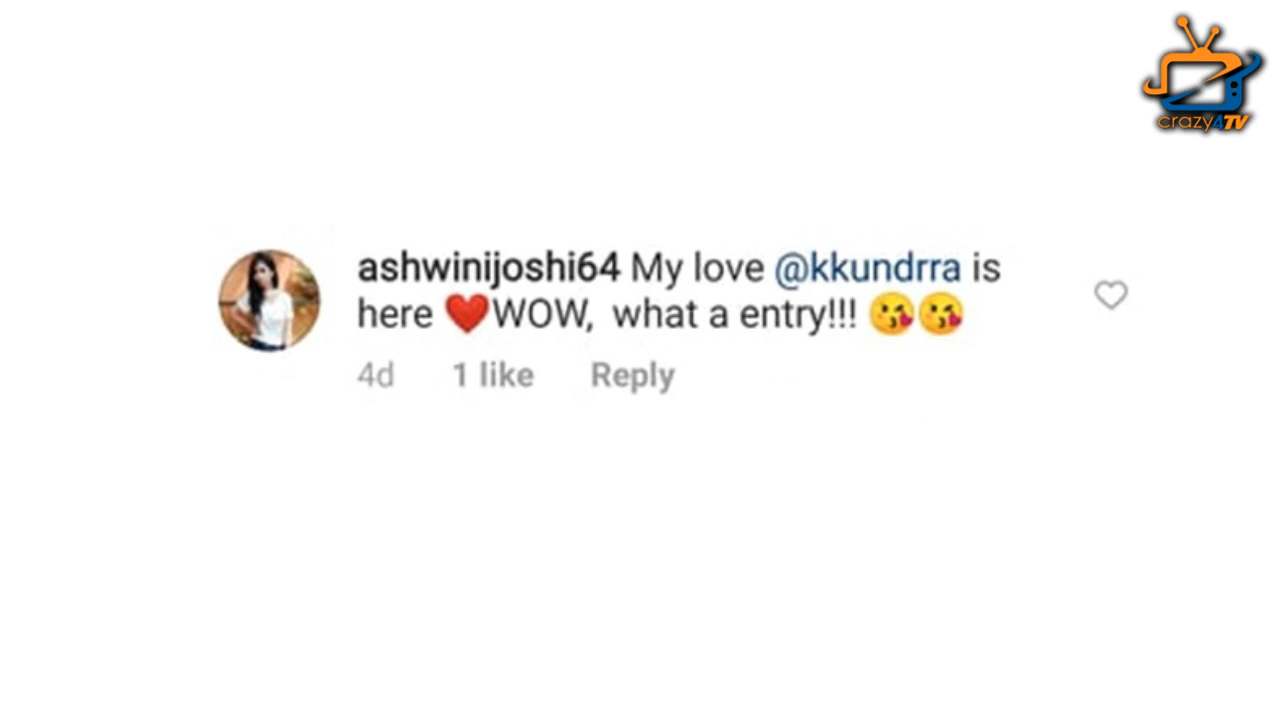 crazy4TV
ashwinijoshi64 My love @kkundrra is
here ❤️WOW, what a entry!!! 😘😘
4d 1 like Reply